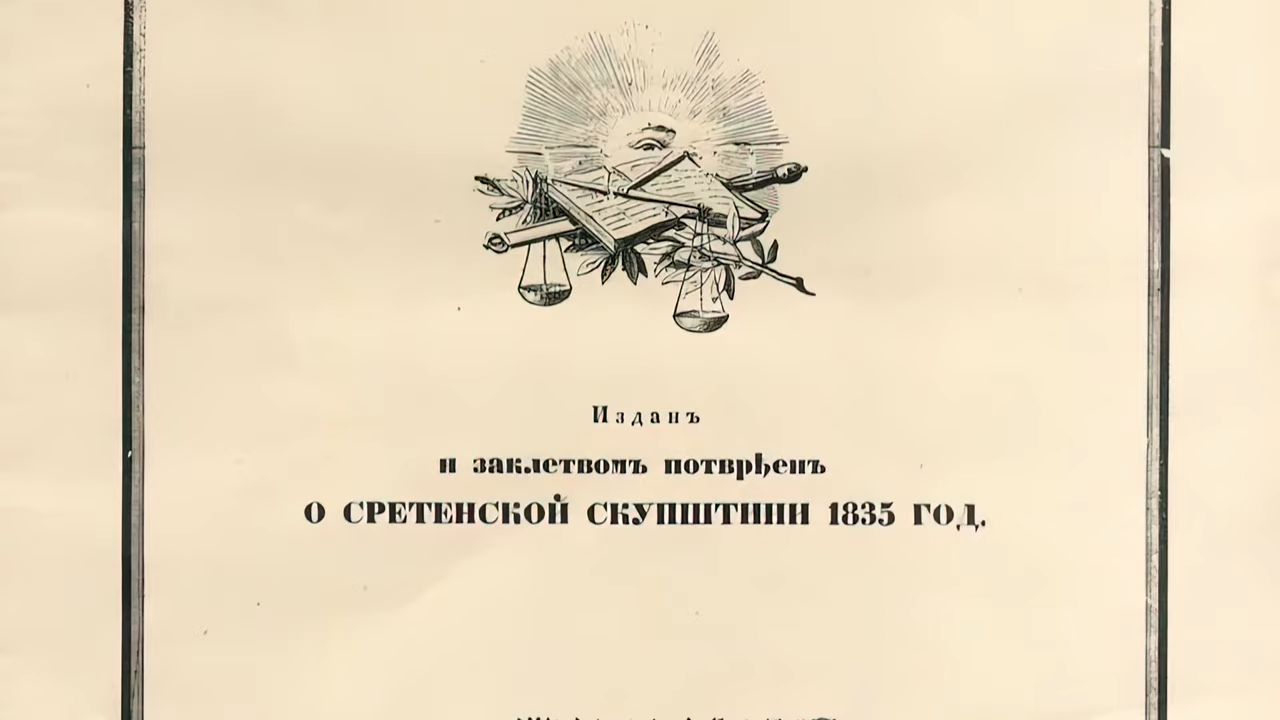 Изданъ
и заклетвомъ потврђенъ
О СРЕТЕНСКОЙ СКУПШТИНИ 1835 ГОД.